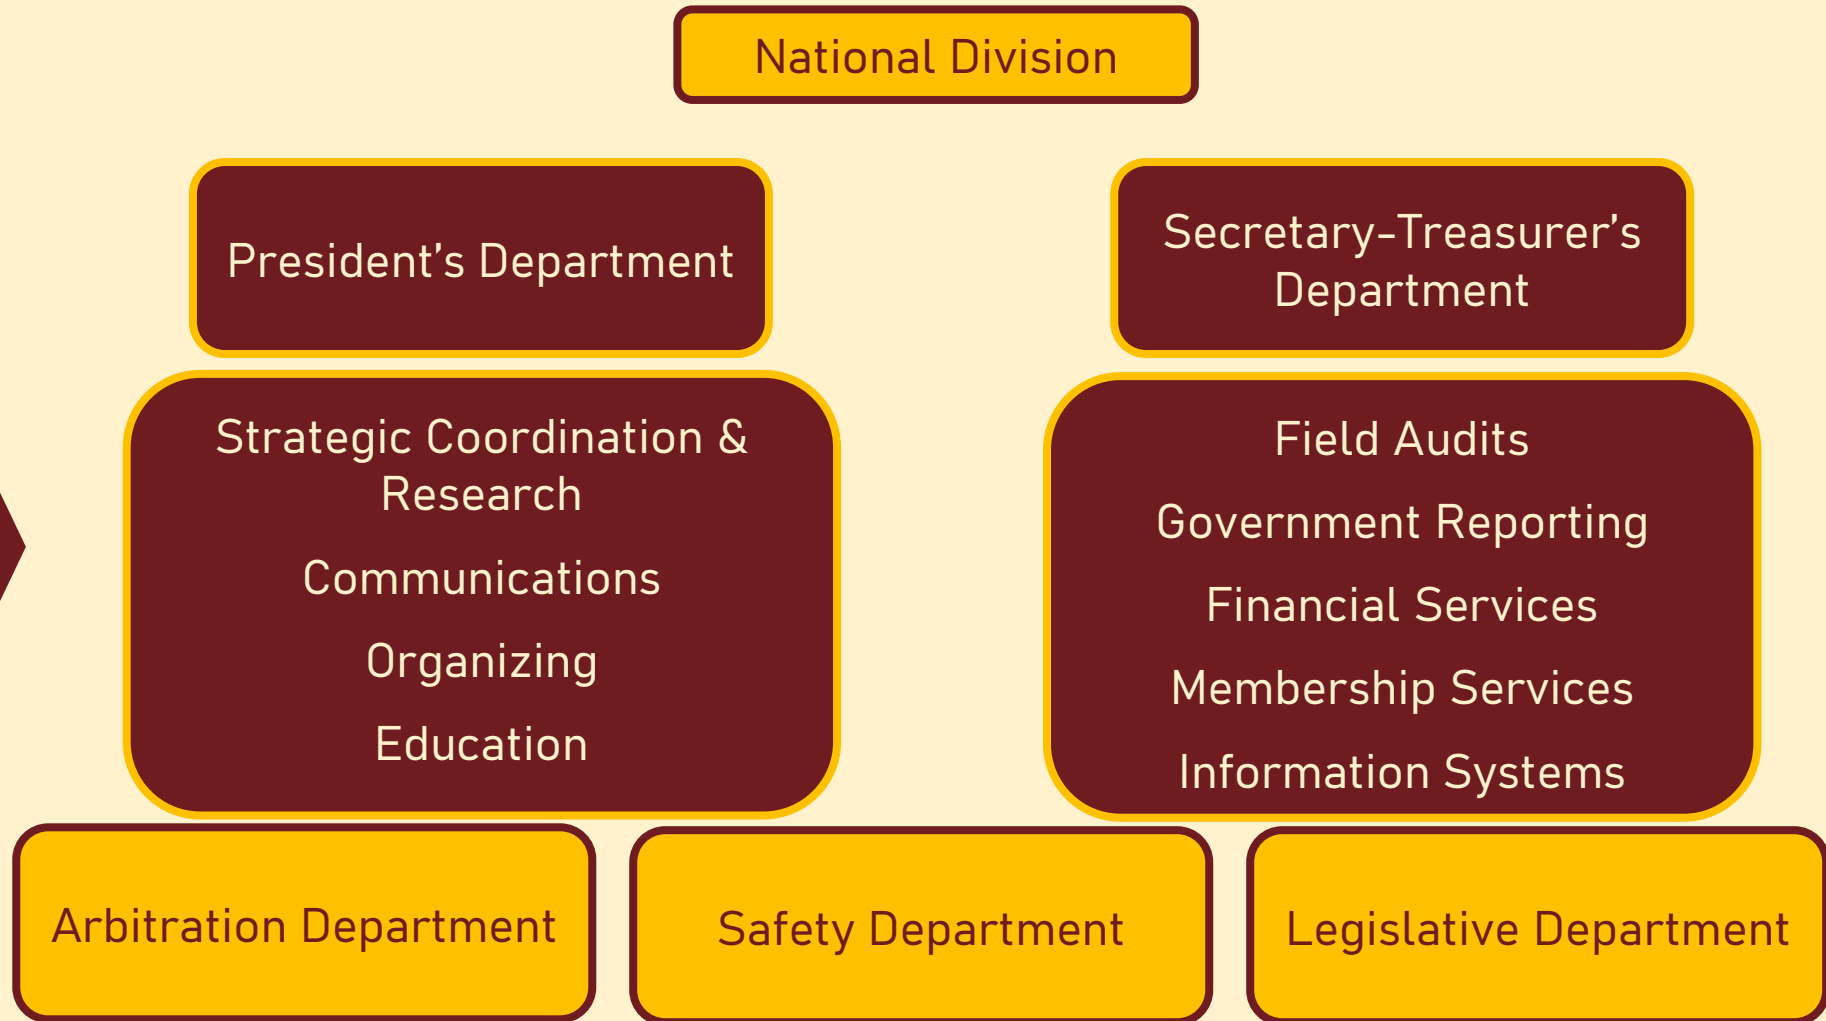 National Division
President’s Department
Secretary-Treasurer’s
Department
Strategic Coordination &
Research
Communications
Organizing
Education
Field Audits
Government Reporting
Financial Services
Membership Services
Information Systems
Arbitration Department
Safety Department
Legislative Department